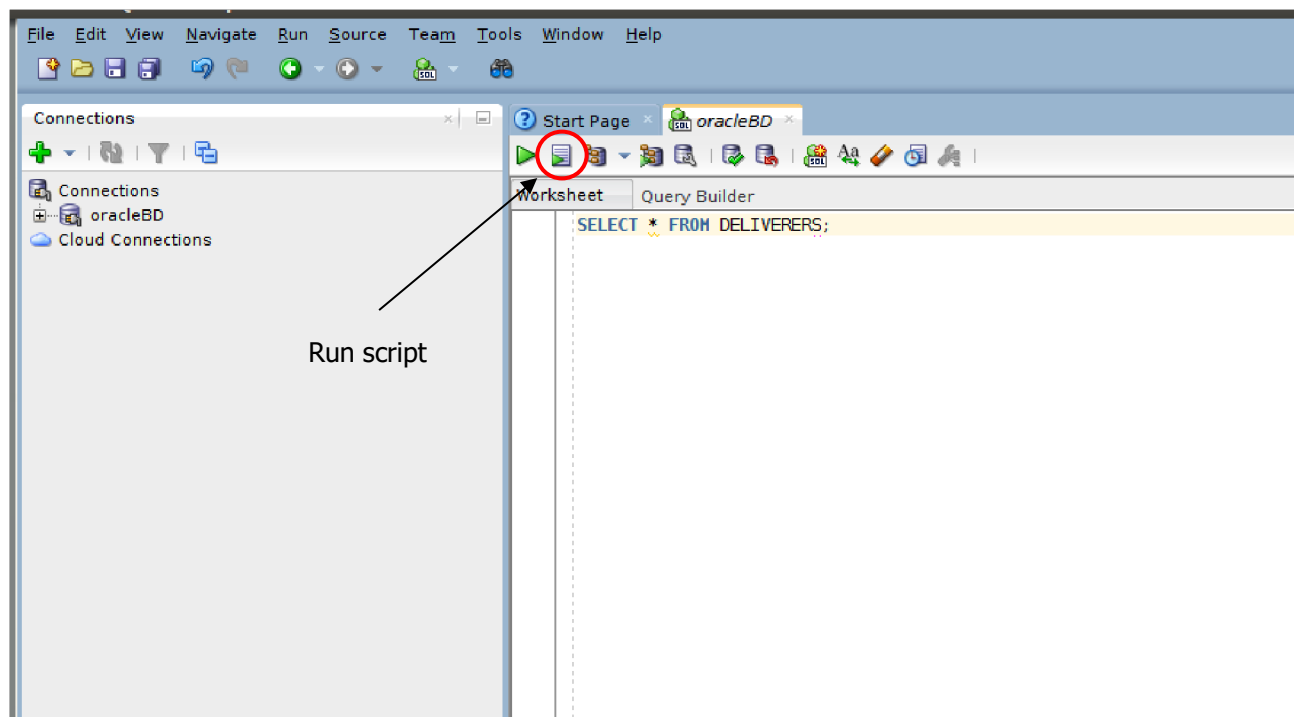 File Edit View Navigate Run Source Team Tools Window Help
Connections
Start Page
oracleBD
Connections
oracleBD
Cloud Connections
Worksheet Query Builder
SELECT * FROM DELIVERERS;
Run script